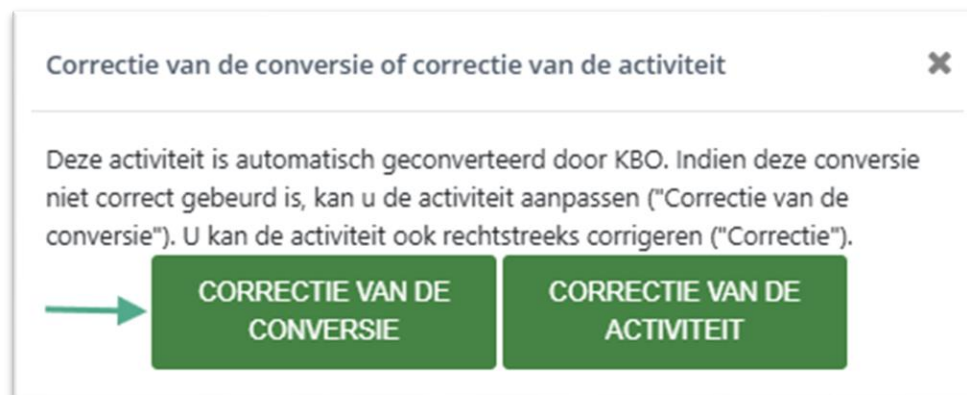 Correctie van de conversie of correctie van de activiteit
Deze activiteit is automatisch geconverteerd door KBO. Indien deze conversie
niet correct gebeurd is, kan u de activiteit aanpassen ("Correctie van de
conversie"). U kan de activiteit ook rechtstreeks corrigeren ("Correctie").
CORRECTIE VAN DE
CONVERSIE
CORRECTIE VAN DE
ACTIVITEIT